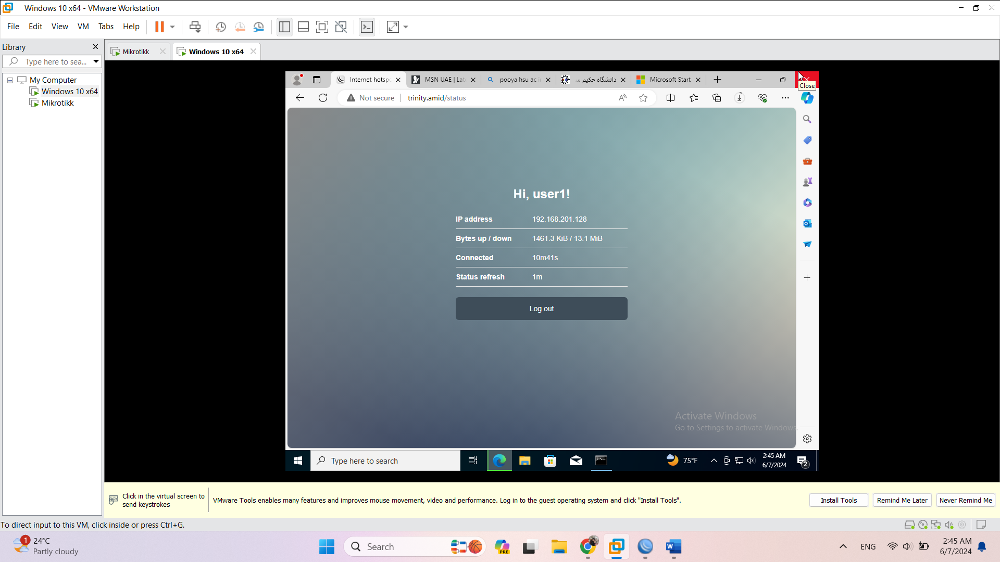 Windows 10 x64 - VMware Workstation
File Edit View VM Tabs Help
Library
Type here to sea...
My Computer
Windows 10 x64
Mikrotikk
Mikrotikk
Windows 10 x64
Internet hotspo
MSN UAE | Late
pooya hsu ac ir
دانشگاه حکیم س
Microsoft Start
Close
Not secure
trinity.amid/status
Hi, user1!
IP address 192.168.201.128
Bytes up / down 1461.3 KiB / 13.1 MiB
Connected 10m41s
Status refresh 1m
Log out
Activate Windows
Go to Settings to activate Windows.
Type here to search
75°F
2:45 AM
6/7/2024
2
Click in the virtual screen to
send keystrokes
VMware Tools enables many features and improves mouse movement, video and performance. Log in to the guest operating system and click "Install Tools".
Install Tools
Remind Me Later
Never Remind Me
To direct input to this VM, click inside or press Ctrl+G.
1
24°C
Partly cloudy
Search
PRE
ENG
2:45 AM
6/7/2024